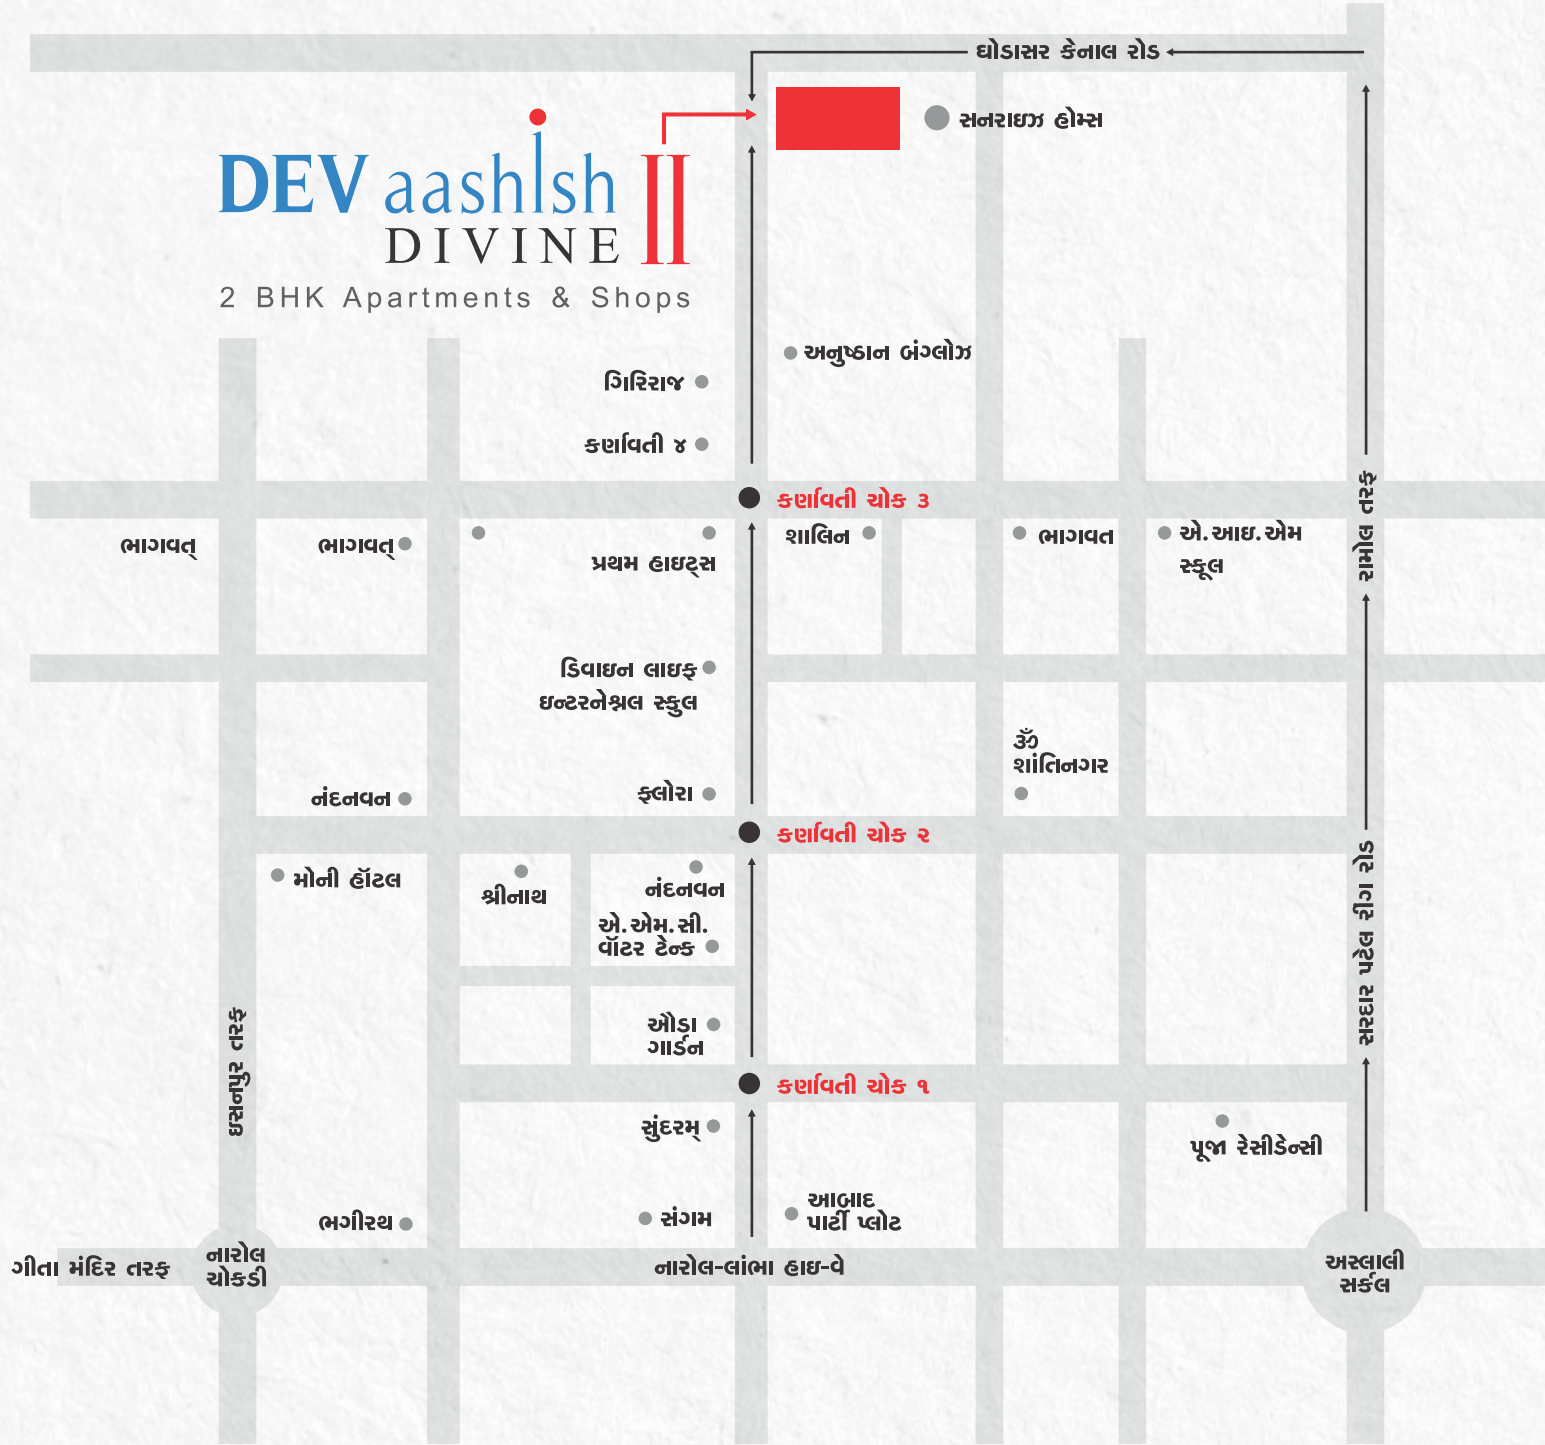 ઘોડાસર કેનાલ રોડ
સનરાઇઝ હોમ્સ
DEV aashish
DIVINE II
2 BHK Apartments & Shops
અનુષ્ઠાન બંગ્લોઝ
ગિરિરાજ
કર્ણાવતી ૪
કર્ણાવતી ચોક ૩
રામોલ તરફ
ભાગવત્
ભાગવત્
પ્રથમ હાઇટ્સ
શાલિન
ભાગવત
એ.આઇ.એમ
સ્કૂલ
ડિવાઇન લાઇફ
ઇન્ટરનેશ્નલ સ્કુલ
ૐ
શાંતિનગર
નંદનવન
ફ્લોરા
કર્ણાવતી ચોક ૨
મોની હૉટલ
શ્રીનાથ
નંદનવન
એ.એમ.સી.
વૉટર ટેન્ક
સરદાર પટેલ રીંગ રોડ
ઔડા
ગાર્ડન
ઇસનપુર તરફ
કર્ણાવતી ચોક ૧
સુંદરમ્
પૂજા રેસીડેન્સી
ભગીરથ
સંગમ
આબાદ
પાર્ટી પ્લોટ
ગીતા મંદિર તરફ
નારોલ
ચોકડી
નારોલ-લાંભા હાઇ-વે
અસ્લાલી
સર્કલ